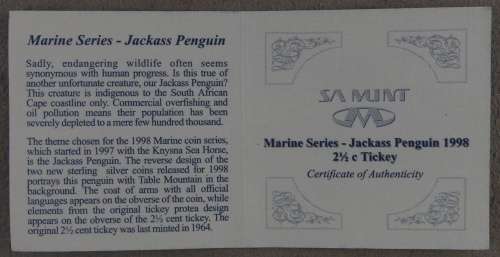 Marine Series - Jackass Penguin
Sadly, endangering wildlife often seems
synonymous with human progress. Is this true of
another unfortunate creature, our Jackass Penguin?
This creature is indigenous to the South African
Cape coastline only. Commercial overfishing and
oil pollution means their population has been
severely depleted to a mere few hundred thousand.
The theme chosen for the 1998 Marine coin series,
which started in 1997 with the Knysna Sea Horse,
is the Jackass Penguin. The reverse design of the
two new sterling silver coins released for 1998
portrays this penguin with Table Mountain in the
background. The coat of arms with all official
languages appears on the obverse of the coin, while
elements from the original tickey protea design
appears on the obverse of the 2½ cent tickey. The
original 2½ cent tickey was last minted in 1964.
SA MINT
Marine Series - Jackass Penguin 1998
2½ c Tickey
Certificate of Authenticity